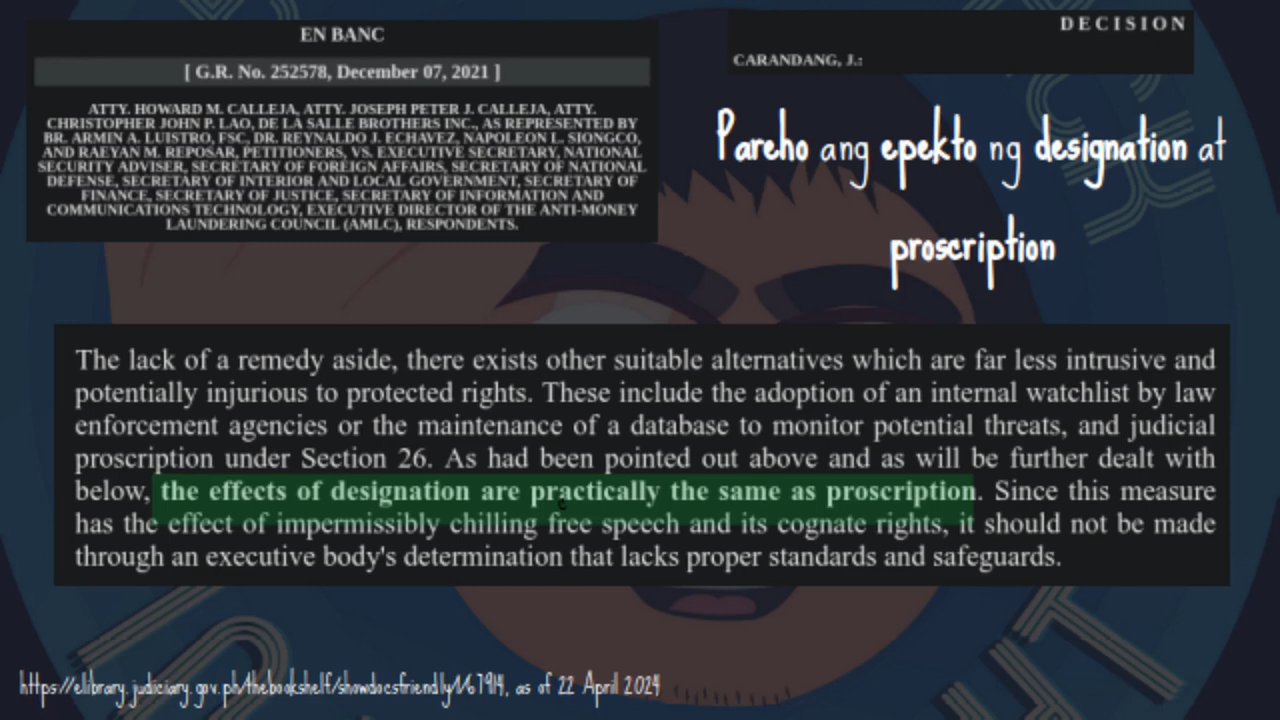 EN BANC
[ G.R. No. 252578, December 07, 2021 ]
ATTY. HOWARD M. CALLEJA, ATTY. JOSEPH PETER J. CALLEJA, ATTY.
CHRISTOPHER JOHN P. LAO, DE LA SALLE BROTHERS INC., AS REPRESENTED BY
BR. ARMIN A. LUISTRO, FSC, DR. REYNALDO J. ECHAVEZ, NAPOLEON L. SIONGCO,
AND RAEYAN M. REPOSAR, PETITIONERS, VS. EXECUTIVE SECRETARY, NATIONAL
SECURITY ADVISER, SECRETARY OF FOREIGN AFFAIRS, SECRETARY OF NATIONAL
DEFENSE, SECRETARY OF INTERIOR AND LOCAL GOVERNMENT, SECRETARY OF
FINANCE, SECRETARY OF JUSTICE, SECRETARY OF INFORMATION AND
COMMUNICATIONS TECHNOLOGY, EXECUTIVE DIRECTOR OF THE ANTI-MONEY
LAUNDERING COUNCIL (AMLC), RESPONDENTS.
DECISION
CARANDANG, J.:
Pareho ang epekto ng designation at
proscription
The lack of a remedy aside, there exists other suitable alternatives which are far less intrusive and
potentially injurious to protected rights. These include the adoption of an internal watchlist by law
enforcement agencies or the maintenance of a database to monitor potential threats, and judicial
proscription under Section 26. As had been pointed out above and as will be further dealt with
below, the effects of designation are practically the same as proscription. Since this measure
has the effect of impermissibly chilling free speech and its cognate rights, it should not be made
through an executive body's determination that lacks proper standards and safeguards.
https://elibrary.judiciary.gov.ph/thebookshelf/showdocsfriendly/1/67914, as of 22 April 2024